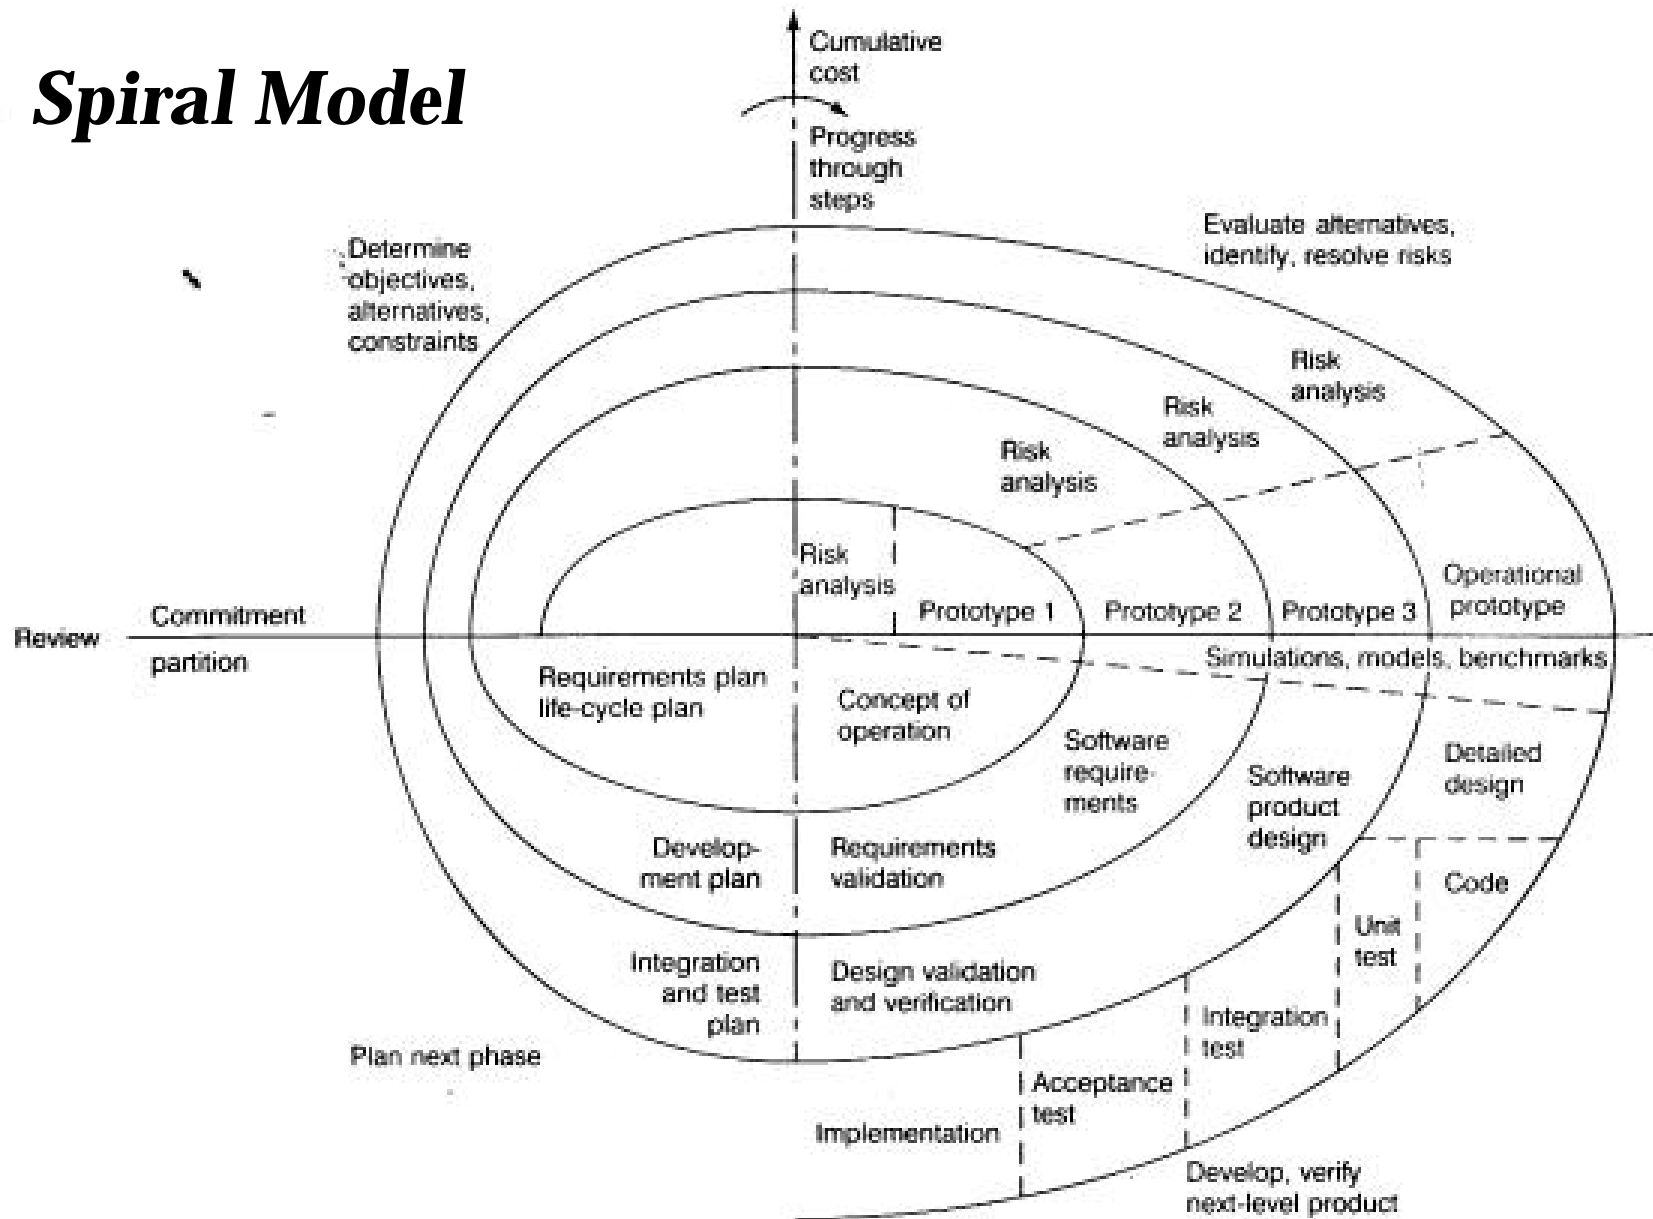 Spiral Model
Cumulative
cost
Progress
through
steps
Determine
objectives,
alternatives,
constraints
Evaluate alternatives,
identify, resolve risks
Risk
analysis
Risk
analysis
Risk
analysis
Risk
analysis
Prototype 1
Prototype 2
Prototype 3
Operational
prototype
Review
Commitment
partition
Simulations, models, benchmarks
Requirements plan
life-cycle plan
Concept of
operation
Software
require-
ments
Software
product
design
Detailed
design
Develop-
ment plan
Requirements
validation
Code
Unit
test
Integration
and test
plan
Design validation
and verification
Integration
test
Plan next phase
Acceptance
test
Implementation
Develop, verify
next-level product